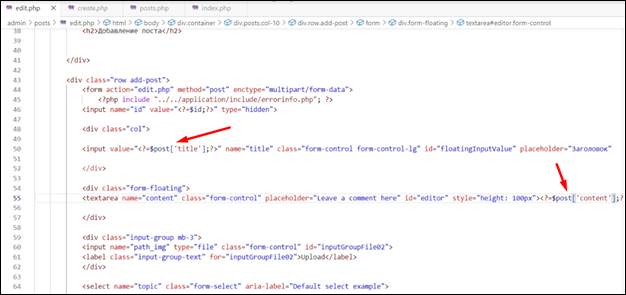 edit.php create.php posts.php index.php
admin > posts > edit.php > html > body > div.container > div.posts.col-10 > div.row.add-post > form > div.form-floating > textarea#editor.form-control
38 <h2>Добавление поста</h2>
39
40
41 </div>
42
43 <div class="row add-post">
44 <form action="edit.php" method="post" enctype="multipart/form-data">
45 <?php include "../../application/include/errorinfo.php"; ?>
46 <input name="id" value="<?=$id;?>" type="hidden">
47
48 <div class="col">
49
50 <input value="<?=$post['title'];?>" name="title" class="form-control form-control-lg" id="floatingInputValue" placeholder="Заголовок"
51
52 </div>
53
54 <div class="form-floating">
55 <textarea name="content" class="form-control" placeholder="Leave a comment here" id="editor" style="height: 100px"><?=$post['content'];?
56
57 </div>
58
59 <div class="input-group mb-3">
60 <input name="path_img" type="file" class="form-control" id="inputGroupFile02">
61 <label class="input-group-text" for="inputGroupFile02">Upload</label>
62 </div>
63
64 <select name="topic" class="form-select" aria-label="Default select example">